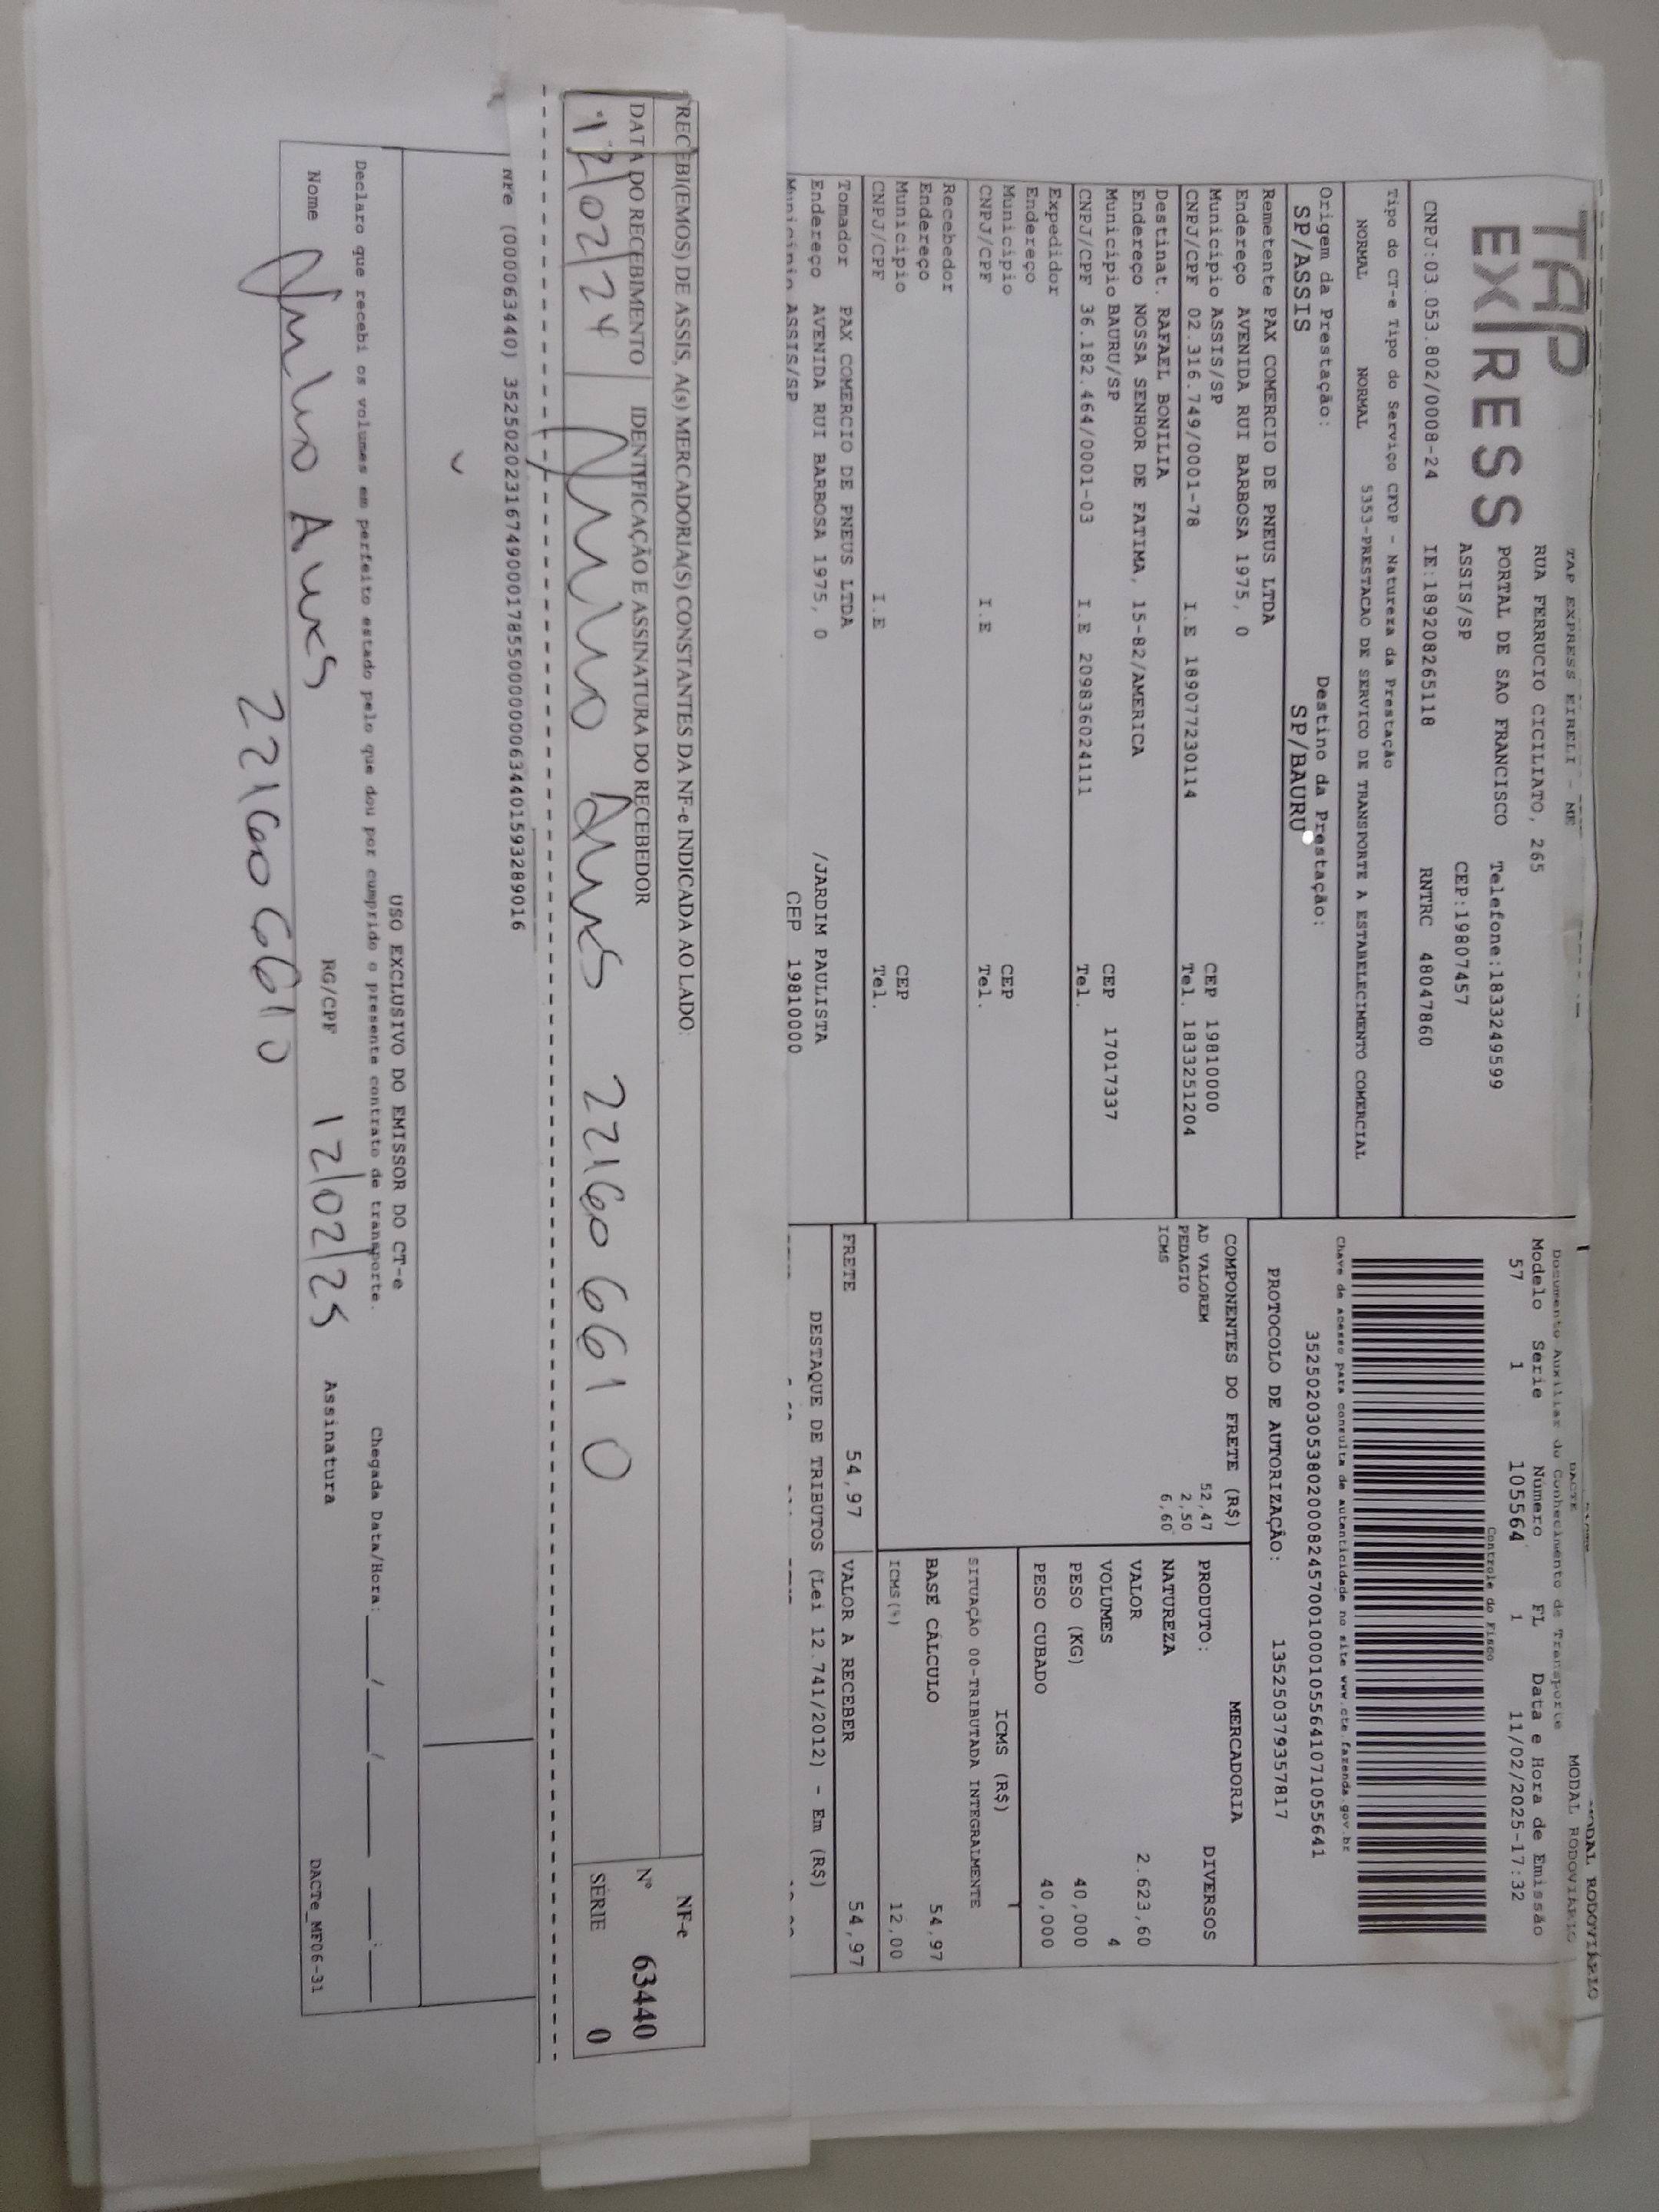 TAP
EXPRESS
TAP EXPRESS EIRELI - ME
RUA FERRUCIO CICILIATO, 265
PORTAL DE SAO FRANCISCO Telefone:1833249599
ASSIS/SP CEP:19807457
CNPJ:03.053.802/0008-24 IE:189208265118 RNTRC 48047860
Tipo do CT-e Tipo do Serviço CFOP - Natureza da Prestação
NORMAL NORMAL 5353-PRESTACAO DE SERVICO DE TRANSPORTE A ESTABELECIMENTO COMERCIAL
Origem da Prestação: Destino da Prestação:
SP/ASSIS SP/BAURU
Remetente PAX COMERCIO DE PNEUS LTDA
Endereço AVENIDA RUI BARBOSA 1975, 0
Município ASSIS/SP CEP 19810000
CNPJ/CPF 02.316.749/0001-78 I.E 189077230114 Tel. 1833251204
Destinat. RAFAEL BONILIA
Endereço NOSSA SENHOR DE FATIMA, 15-82/AMERICA
Município BAURU/SP CEP 17017337
CNPJ/CPF 36.182.464/0001-03 I.E 209836024111 Tel.
Expedidor
Endereço
Município CEP
CNPJ/CPF I.E Tel.
Recebedor
Endereço
Município CEP
CNPJ/CPF I.E Tel.
Tomador PAX COMERCIO DE PNEUS LTDA
Endereço AVENIDA RUI BARBOSA 1975, 0 /JARDIM PAULISTA
Município ASSIS/SP CEP 19810000
MODAL RODOVIÁRIO
DACTE MODAL RODOVIÁRIO
Documento Auxiliar do Conhecimento de Transporte
Modelo Série Número FL Data e Hora de Emissão
57 1 105564 1 11/02/2025-17:32
Controle do Fisco
Chave de acesso para consulta de autenticidade no site www.cte.fazenda.gov.br
35250203053802000824570010001055641071055641
PROTOCOLO DE AUTORIZAÇÃO: 135250379357817
COMPONENTES DO FRETE (R$)
AD VALOREM 52,47
PEDAGIO 2,50
ICMS 6,60
MERCADORIA
PRODUTO: DIVERSOS
NATUREZA
VALOR 2.623,60
VOLUMES 4
PESO (KG) 40,000
PESO CUBADO 40,000
ICMS (R$)
SITUAÇÃO 00-TRIBUTADA INTEGRALMENTE
BASE CÁLCULO 54,97
ICMS(%) 12,00
FRETE 54,97 VALOR A RECEBER 54,97
DESTAQUE DE TRIBUTOS (Lei 12.741/2012) - Em (R$)
RECEBI(EMOS) DE ASSIS, A(s) MERCADORIA(S) CONSTANTES DA NF-e INDICADA AO LADO:
DATA DO RECEBIMENTO IDENTIFICAÇÃO E ASSINATURA DO RECEBEDOR
12/02/24 221606610
NF-e
Nº 63440
SÉRIE 0
NFe (000063440) 35250202316749000178550000000634401593289016
USO EXCLUSIVO DO EMISSOR DO CT-e
Declaro que recebi os volumes em perfeito estado pelo que dou por cumprido o presente contrato de transporte. Chegada Data/Hora:____/____/____ ____:____
Nome RG/CPF 12/02/25 Assinatura
221606610
DACTe_MF06-31